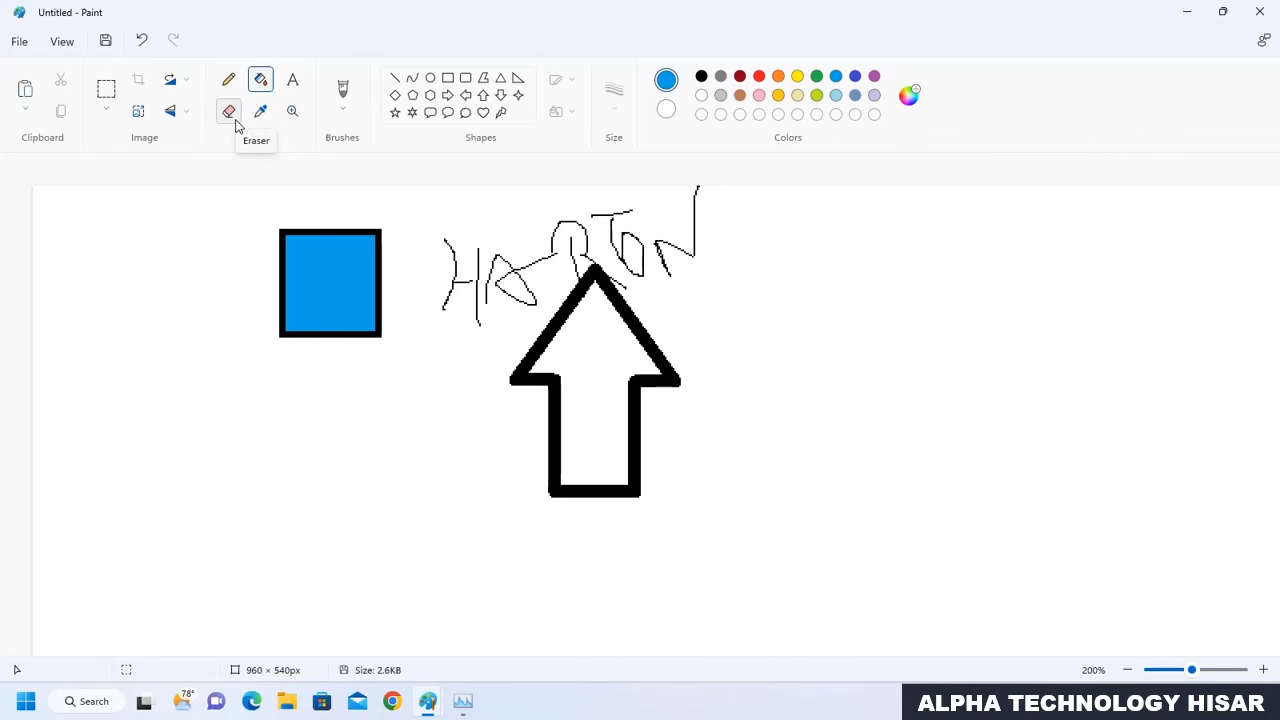 Untitled - Paint
File View
Clipboard Image Brushes Shapes Size Colors
Eraser
960 × 540px Size: 2.6KB 200%
78°
Search
ALPHA TECHNOLOGY HISAR